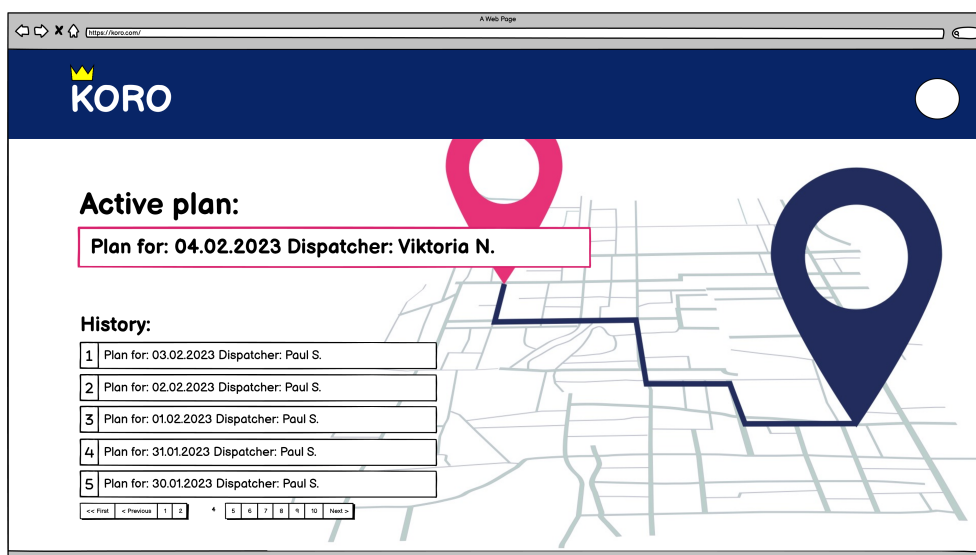 A Web Page
https://koro.com/
KORO
Active plan:
Plan for: 04.02.2023 Dispatcher: Viktoria N.
History:
1 Plan for: 03.02.2023 Dispatcher: Paul S.
2 Plan for: 02.02.2023 Dispatcher: Paul S.
3 Plan for: 01.02.2023 Dispatcher: Paul S.
4 Plan for: 31.01.2023 Dispatcher: Paul S.
5 Plan for: 30.01.2023 Dispatcher: Paul S.
<< First < Previous 1 2 4 5 6 7 8 9 10 Next >